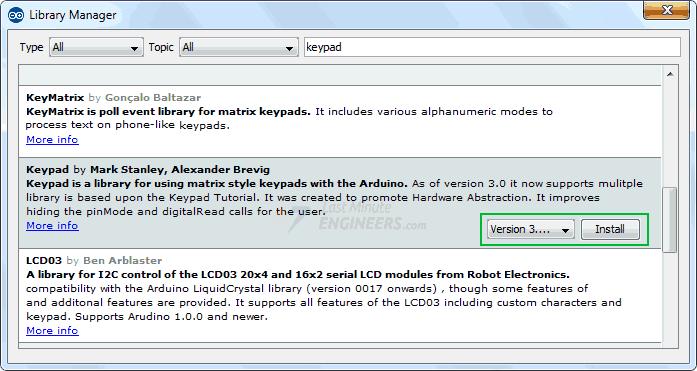 Library Manager
Type All Topic All keypad
KeyMatrix by Gonçalo Baltazar
KeyMatrix is poll event library for matrix keypads. It includes various alphanumeric modes to
process text on phone-like keypads.
More info
Keypad by Mark Stanley, Alexander Brevig
Keypad is a library for using matrix style keypads with the Arduino. As of version 3.0 it now supports mulitple
library is based upon the Keypad Tutorial. It was created to promote Hardware Abstraction. It improves
hiding the pinMode and digitalRead calls for the user.
More info
Last Minute
ENGINEERS.com
Version 3.... Install
LCD03 by Ben Arblaster
A library for I2C control of the LCD03 20x4 and 16x2 serial LCD modules from Robot Electronics.
compatibility with the Arduino LiquidCrystal library (version 0017 onwards) , though some features of
and additonal features are provided. It supports all features of the LCD03 including custom characters and
keypad. Supports Arudino 1.0.0 and newer.
More info